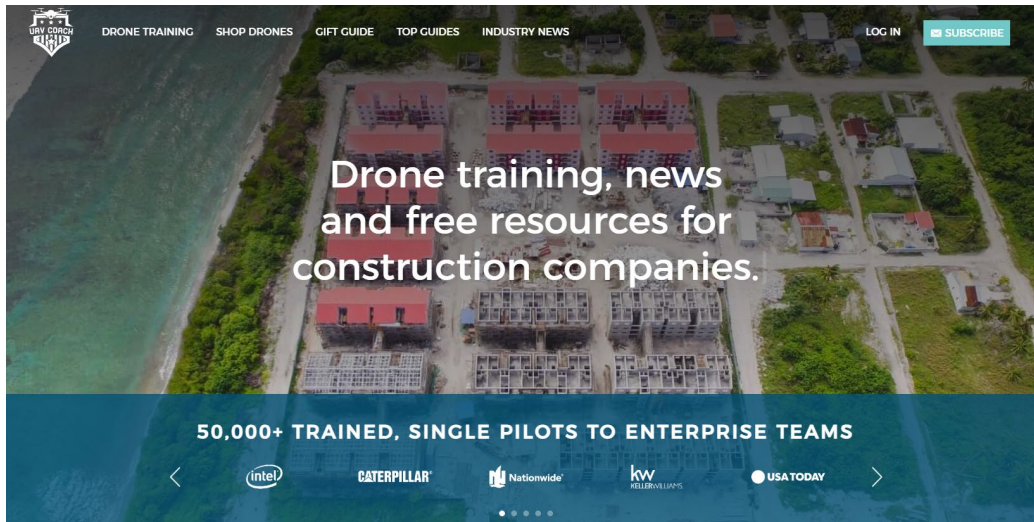 UAV COACH
DRONE TRAINING
SHOP DRONES
GIFT GUIDE
TOP GUIDES
INDUSTRY NEWS
LOG IN
SUBSCRIBE
Drone training, news
and free resources for
construction companies.
50,000+ TRAINED, SINGLE PILOTS TO ENTERPRISE TEAMS
intel
CATERPILLAR®
Nationwide®
kw
KELLERWILLIAMS
USA TODAY